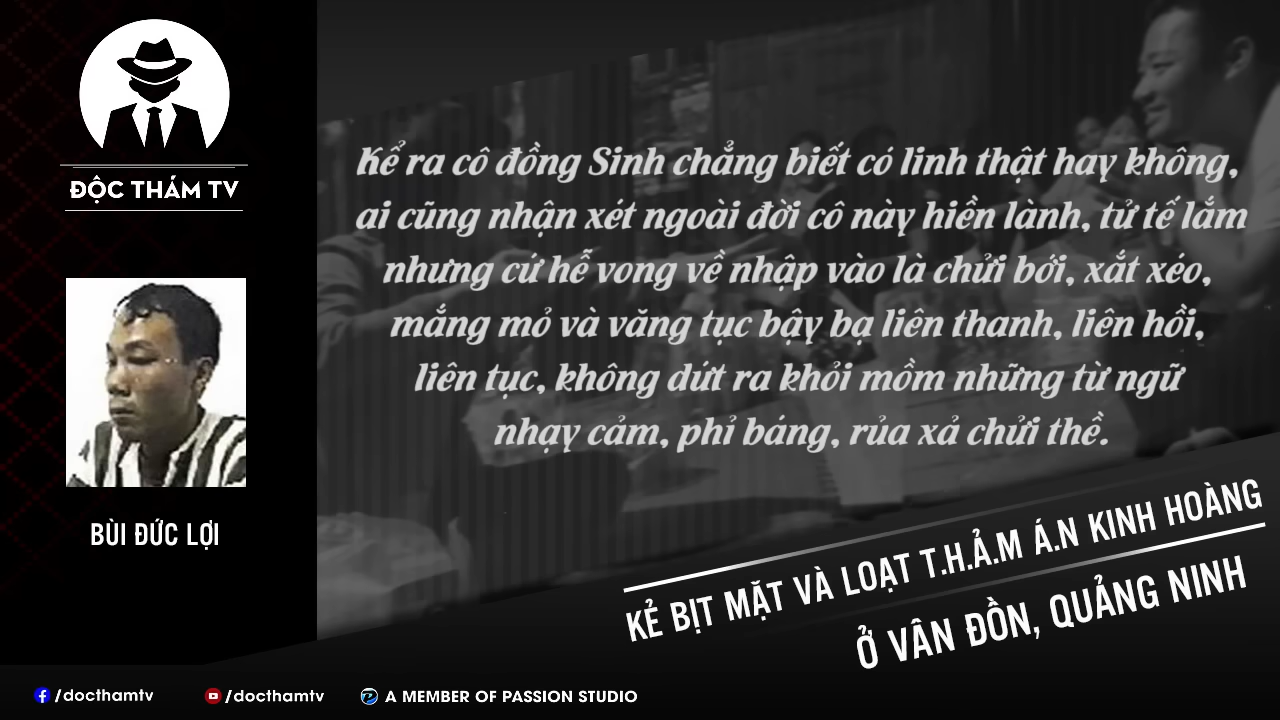 ĐỘC THÁM TV
BÙI ĐỨC LỢI
Kể ra cô đồng Sinh chẳng biết có linh thật hay không,
ai cũng nhận xét ngoài đời cô này hiền lành, tử tế lắm
nhưng cứ hễ vong về nhập vào là chửi bới, xắt xéo,
mắng mỏ và văng tục bậy bạ liên thanh, liên hồi,
liên tục, không dứt ra khỏi mồm những từ ngữ
nhạy cảm, phỉ báng, rủa xả chửi thề.
KẺ BỊT MẶT VÀ LOẠT T.H.Ả.M Á.N KINH HOÀNG
Ở VÂN ĐỒN, QUẢNG NINH
/docthamtv
/docthamtv
A MEMBER OF PASSION STUDIO